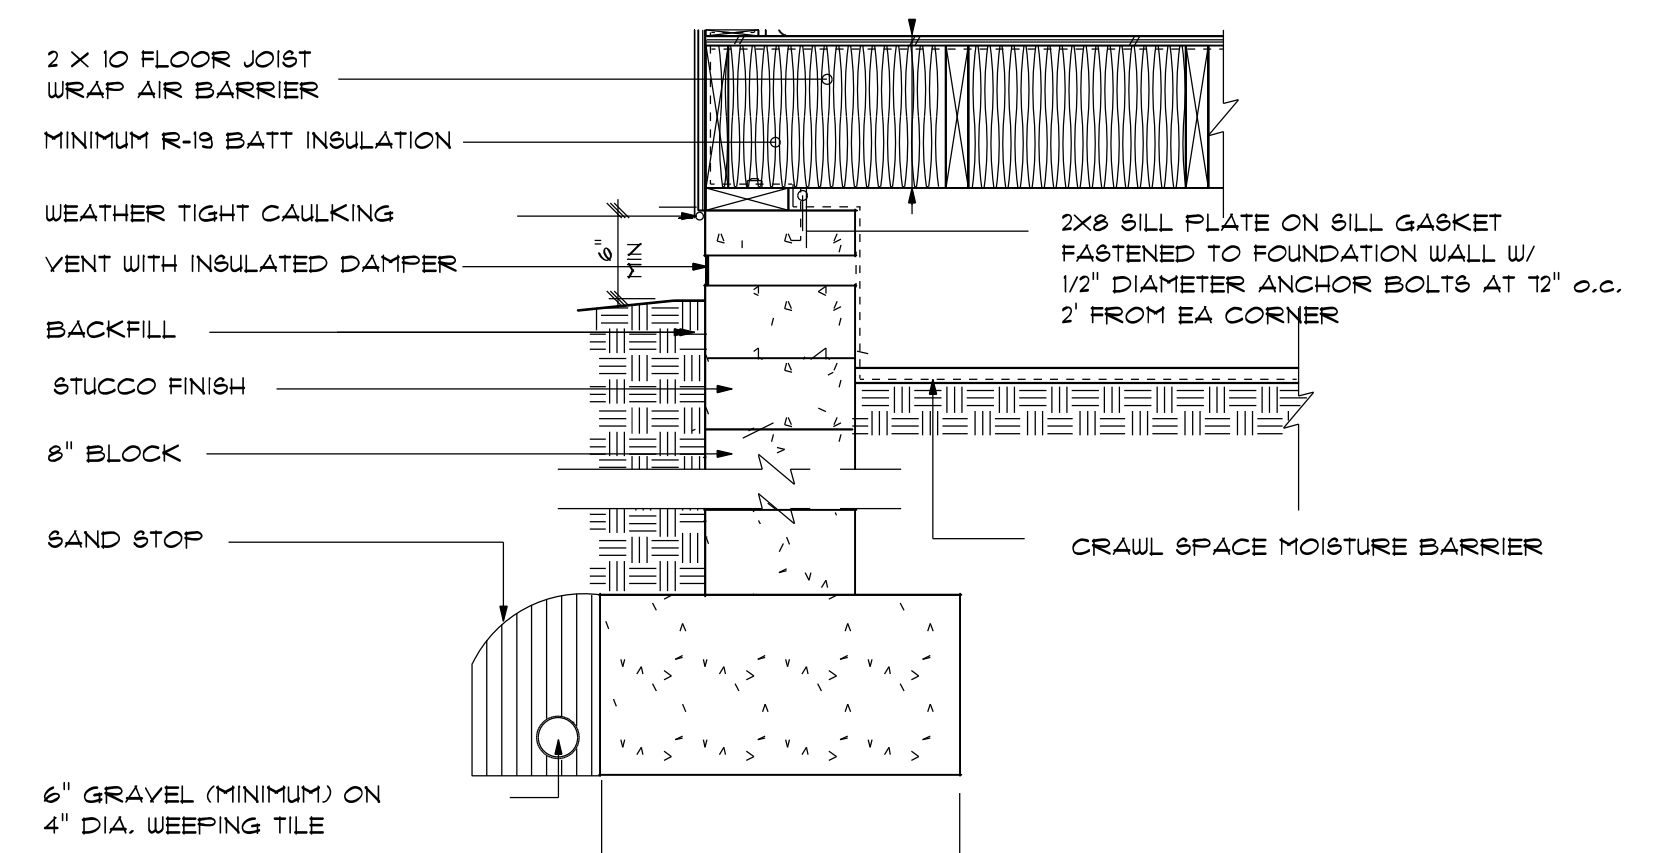 2 X 10 FLOOR JOIST
WRAP AIR BARRIER
MINIMUM R-19 BATT INSULATION
WEATHER TIGHT CAULKING
6" MIN
VENT WITH INSULATED DAMPER
BACKFILL
STUCCO FINISH
8" BLOCK
SAND STOP
6" GRAVEL (MINIMUM) ON
4" DIA. WEEPING TILE
2X8 SILL PLATE ON SILL GASKET
FASTENED TO FOUNDATION WALL W/
1/2" DIAMETER ANCHOR BOLTS AT 72" o.c.
2' FROM EA CORNER
CRAWL SPACE MOISTURE BARRIER